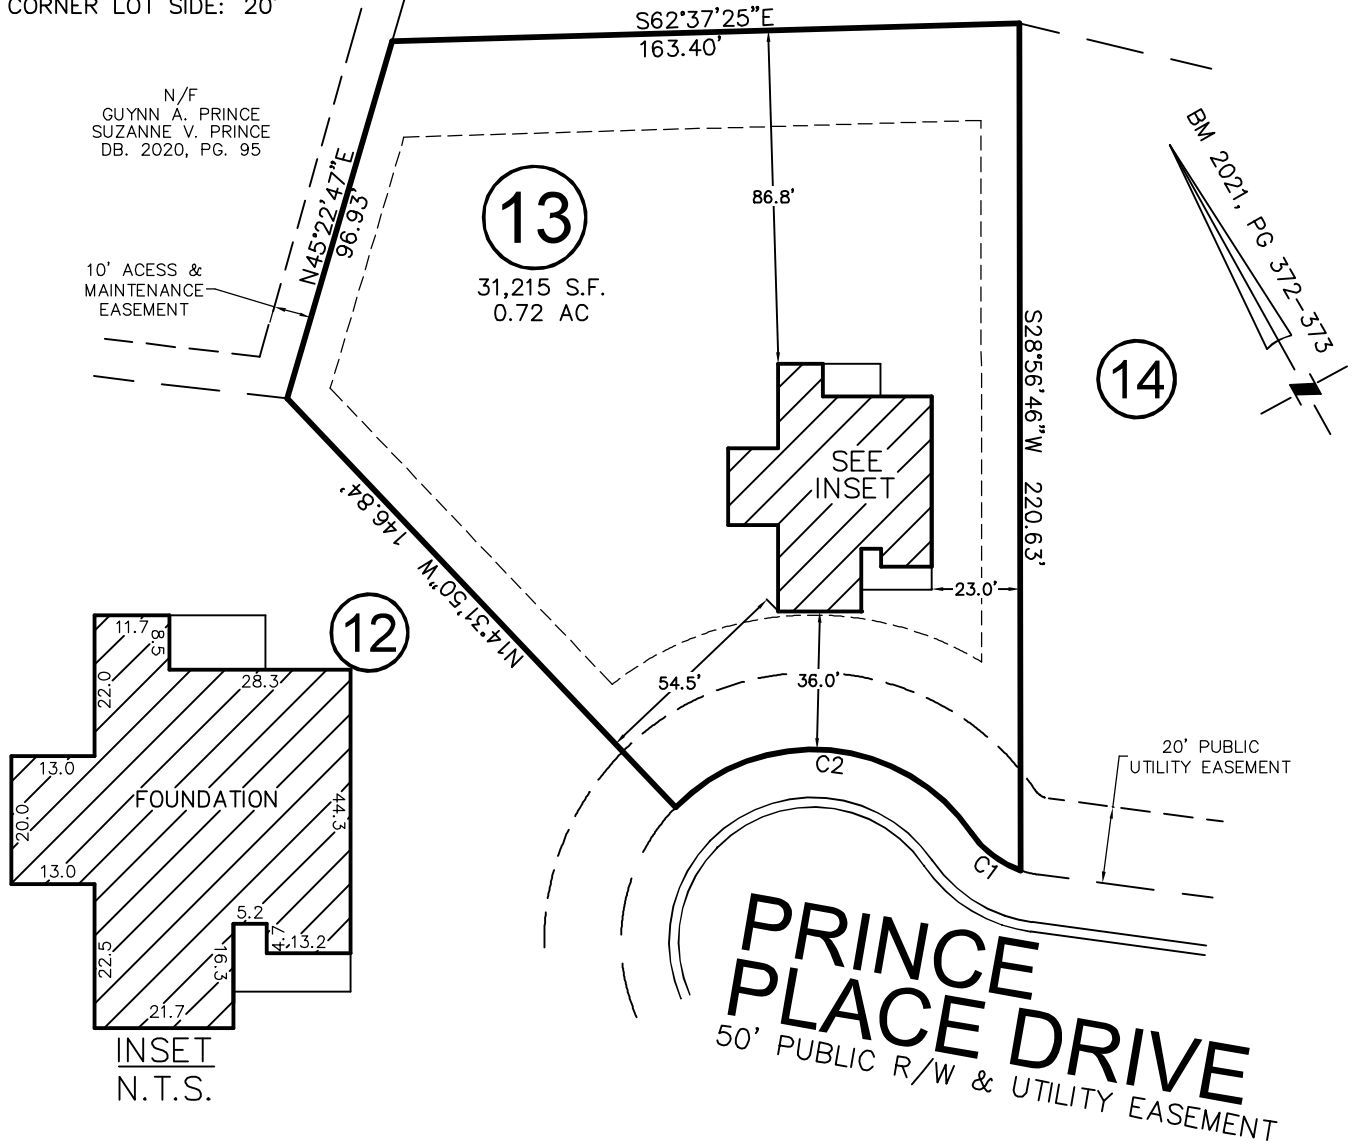 CORNER LOT SIDE: 20'
S62°37'25"E
163.40'
N/F
GUYNN A. PRINCE
SUZANNE V. PRINCE
DB. 2020, PG. 95
N45°22'47"E
96.93'
10' ACESS &
MAINTENANCE
EASEMENT
13
31,215 S.F.
0.72 AC
86.8'
BM 2021, PG 372-373
S28°56'46"W 220.63'
14
SEE
INSET
146.84'
N14°31'50"W
23.0'
54.5'
36.0'
12
11.7
8.5
28.3
22.0
13.0
FOUNDATION
20.0
44.3
13.0
5.2
4.7
13.2
22.5
16.3
21.7
INSET
N.T.S.
C2
C1
20' PUBLIC
UTILITY EASEMENT
PRINCE
PLACE DRIVE
50' PUBLIC R/W & UTILITY EASEMENT